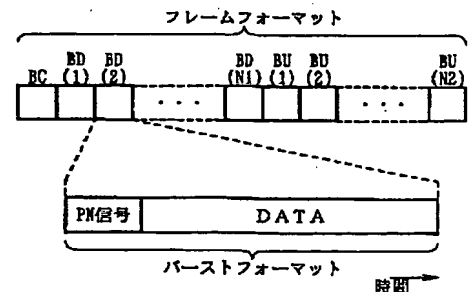 フレームフォーマット
BC BD (1) BD (2) ・・・ BD (N1) BU (1) BU (2) ・・・ BU (N2)
PN信号 DATA
バーストフォーマット
時間